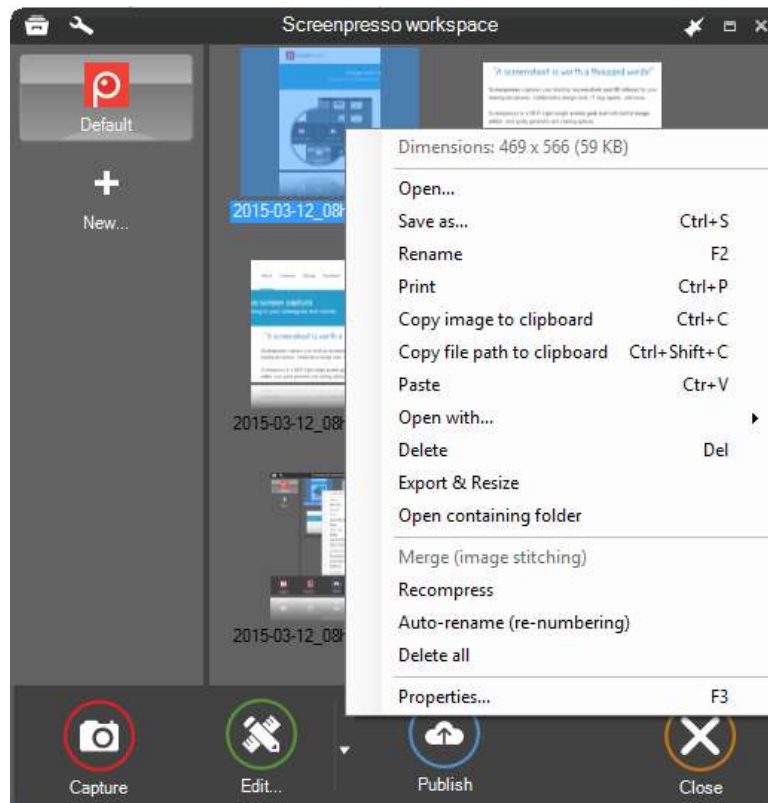 Screenpresso workspace
Default
New...
"A screenshot is worth a thousand words"
2015-03-12_08h
2015-03-12_08h
2015-03-12_08h
Dimensions: 469 x 566 (59 KB)
Open...
Save as... Ctrl+S
Rename F2
Print Ctrl+P
Copy image to clipboard Ctrl+C
Copy file path to clipboard Ctrl+Shift+C
Paste Ctr+V
Open with...
Delete Del
Export & Resize
Open containing folder
Merge (image stitching)
Recompress
Auto-rename (re-numbering)
Delete all
Properties... F3
Capture
Edit...
Publish
Close